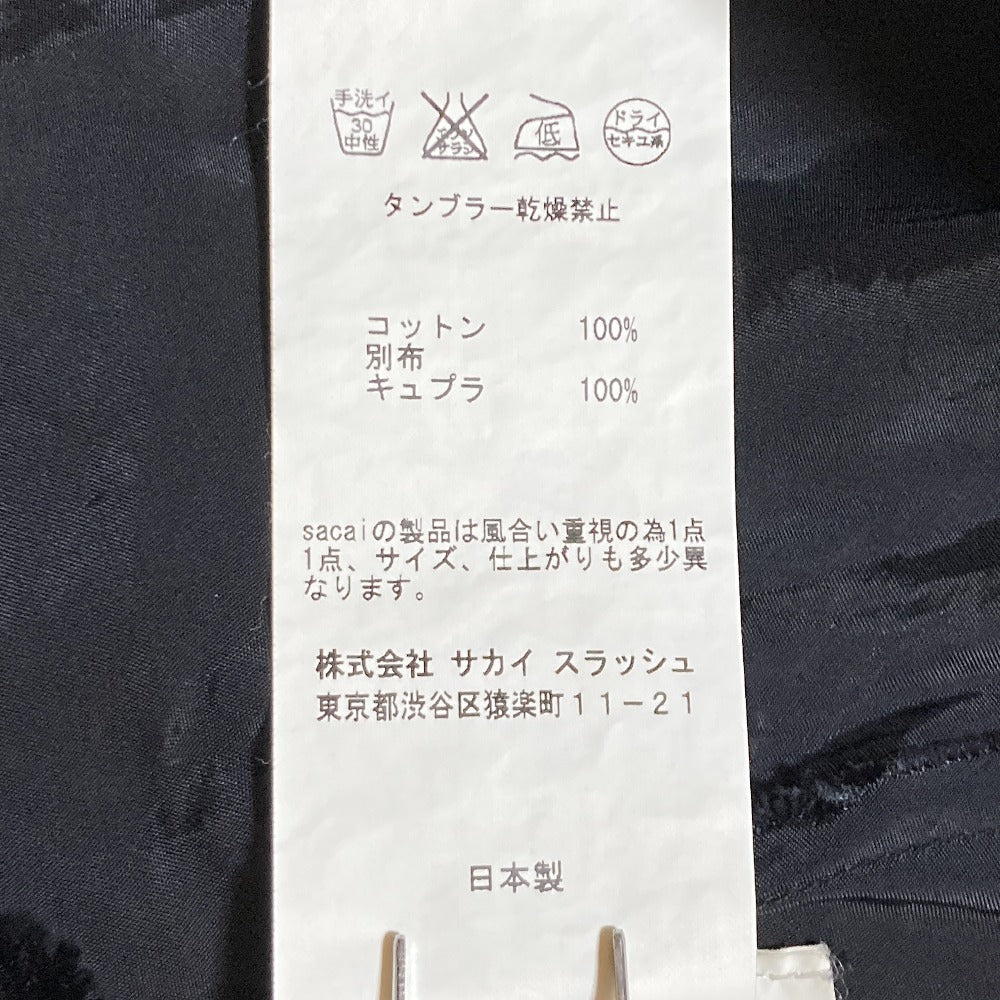 手洗イ
30
中性
エンソ
サラシ
低
ドライ
セキユ系
タンブラー乾燥禁止
コットン 100%
別布
キュプラ 100%
sacaiの製品は風合い重視の為1点
1点、サイズ、仕上がりも多少異
なります。
株式会社 サカイ スラッシュ
東京都渋谷区猿楽町11-21
日本製